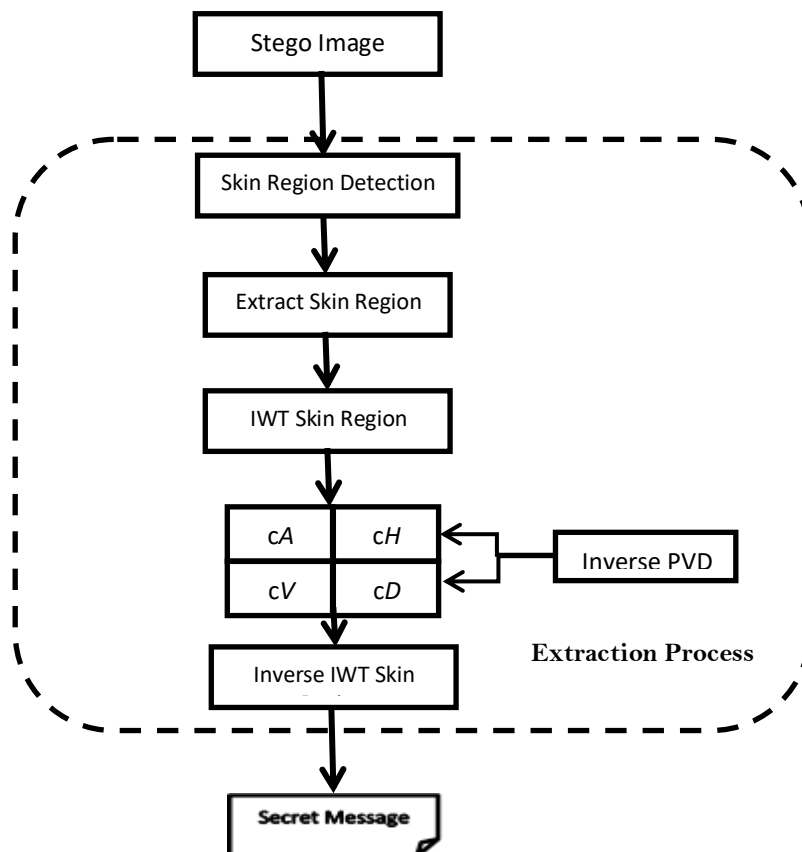 Stego Image
Skin Region Detection
Extract Skin Region
IWT Skin Region
cA cH
cV cD
Inverse PVD
Inverse IWT Skin
Extraction Process
Secret Message